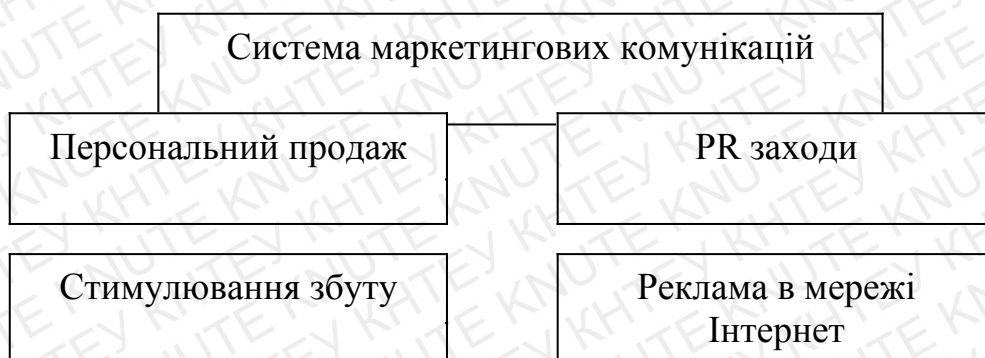 Система маркетингових комунікацій
Персональний продаж
PR заходи
Стимулювання збуту
Реклама в мережі
Інтернет